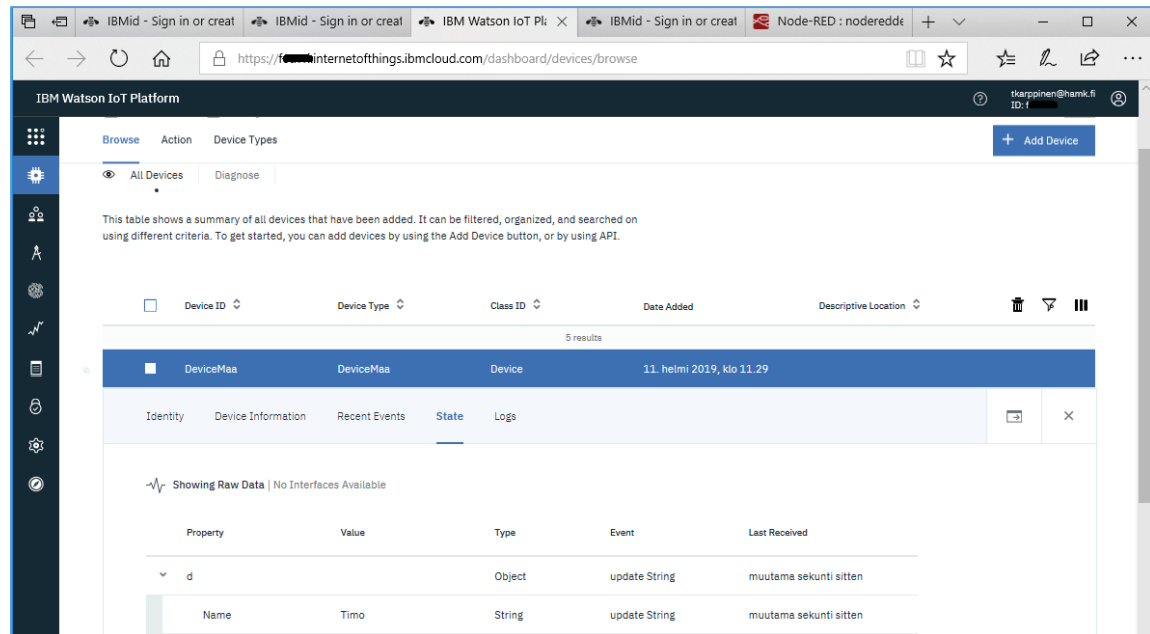 IBMid - Sign in or creat IBMid - Sign in or creat IBM Watson IoT Pla IBMid - Sign in or creat Node-RED : noderedde
https:// internetofthings.ibmcloud.com/dashboard/devices/browse
IBM Watson IoT Platform
tkarppinen@hamk.fi
ID: f
Browse Action Device Types
+ Add Device
All Devices Diagnose
This table shows a summary of all devices that have been added. It can be filtered, organized, and searched on
using different criteria. To get started, you can add devices by using the Add Device button, or by using API.
Device ID Device Type Class ID Date Added Descriptive Location
5 results
DeviceMaa DeviceMaa Device 11. helmi 2019, klo 11.29
Identity Device Information Recent Events State Logs
Showing Raw Data | No Interfaces Available
Property Value Type Event Last Received
d Object update String muutama sekunti sitten
Name Timo String update String muutama sekunti sitten